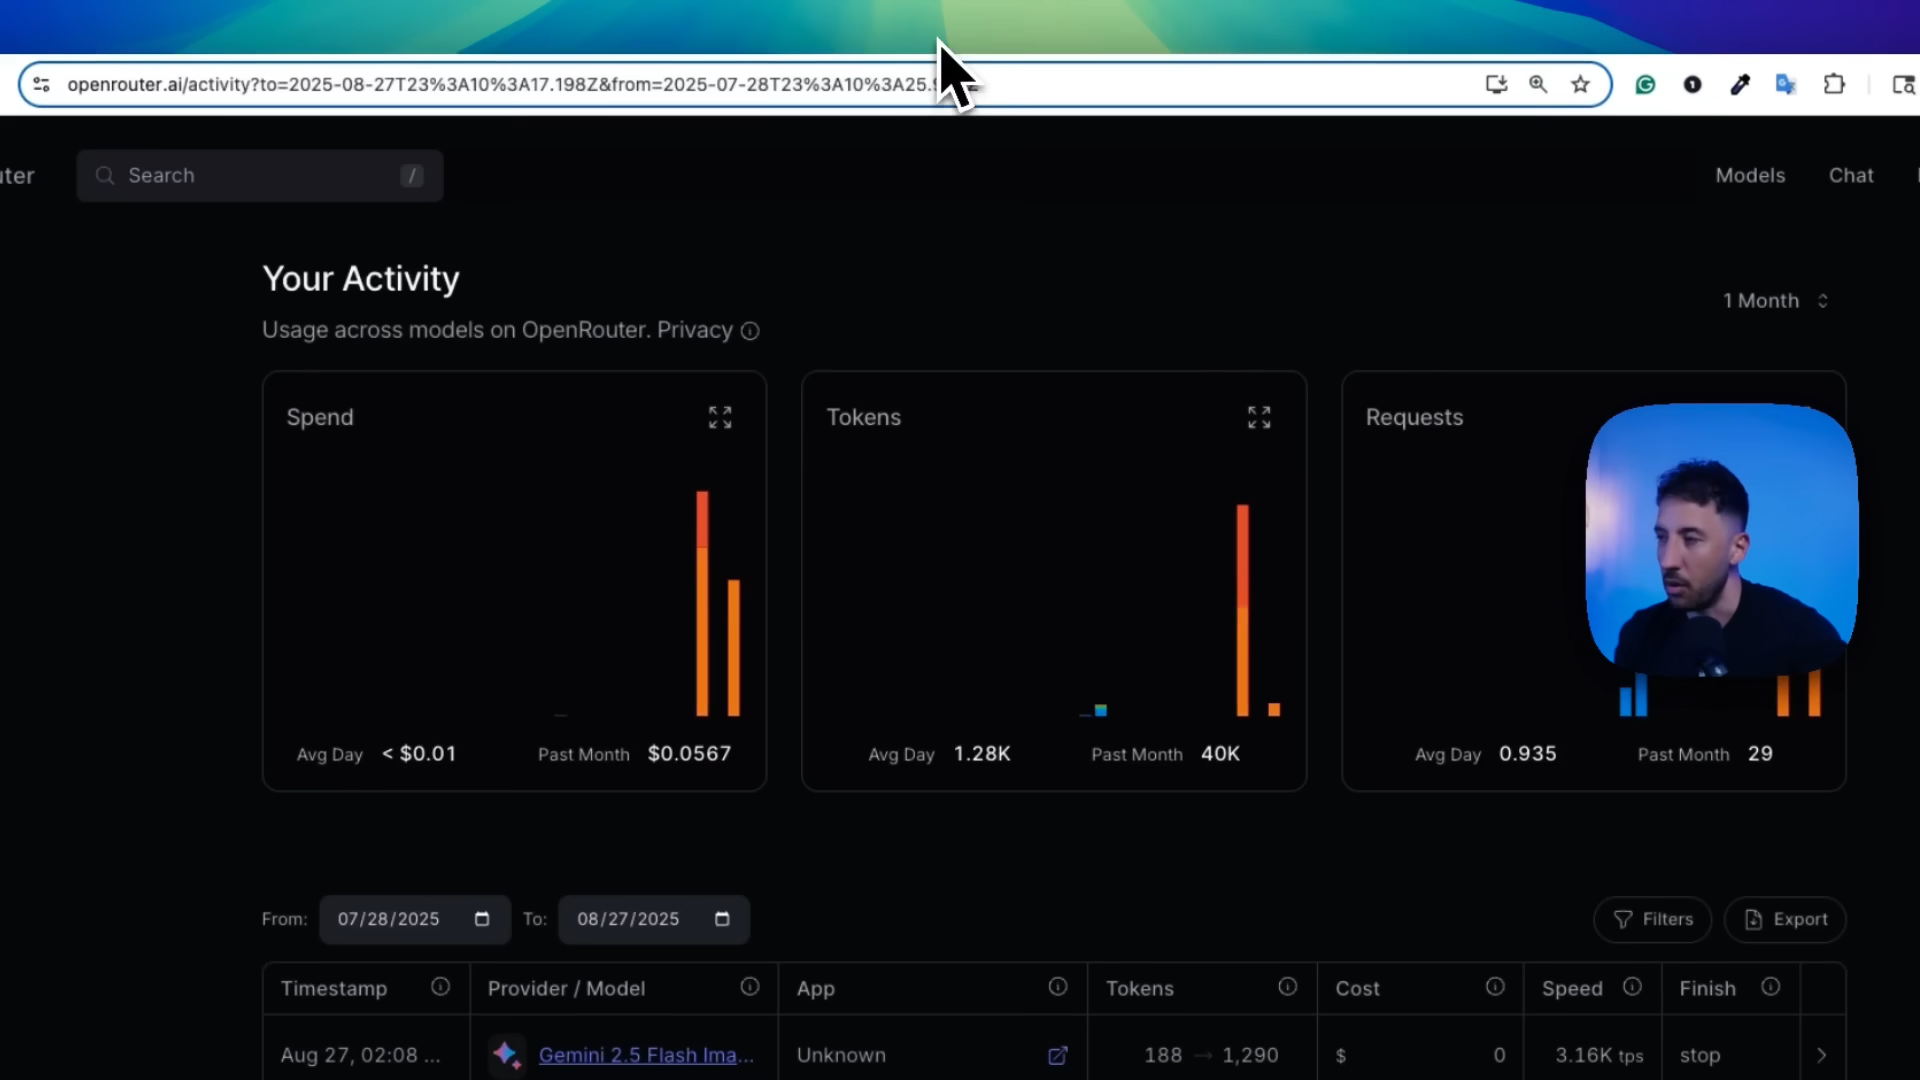 openrouter.ai/activity?to=2025-08-27T23%3A10%3A17.198Z&from=2025-07-28T23%3A10%3A25.
Search /
Models Chat
Your Activity
1 Month
Usage across models on OpenRouter. Privacy
Spend
Avg Day < $0.01 Past Month $0.0567
Tokens
Avg Day 1.28K Past Month 40K
Requests
Avg Day 0.935 Past Month 29
From: 07/28/2025 To: 08/27/2025
Filters Export
Timestamp Provider / Model App Tokens Cost Speed Finish
Aug 27, 02:08 ... Gemini 2.5 Flash Ima... Unknown 188 → 1,290 $ 0 3.16K tps stop